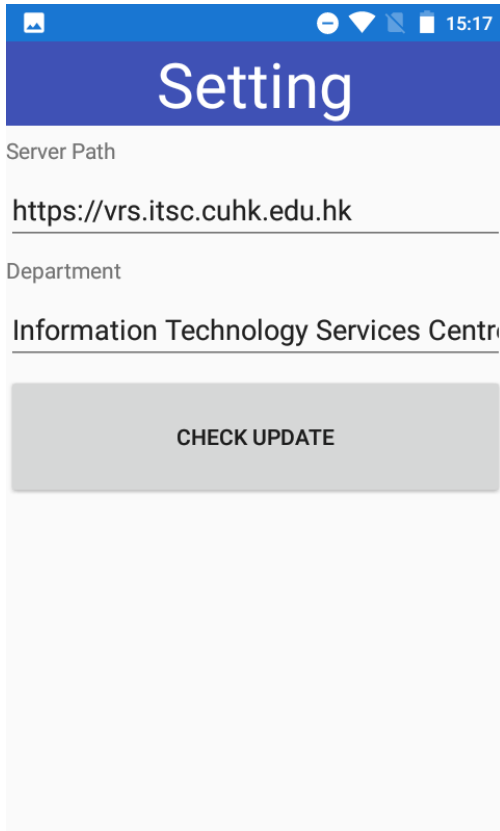 15:17
Setting
Server Path
https://vrs.itsc.cuhk.edu.hk
Department
Information Technology Services Centr
CHECK UPDATE